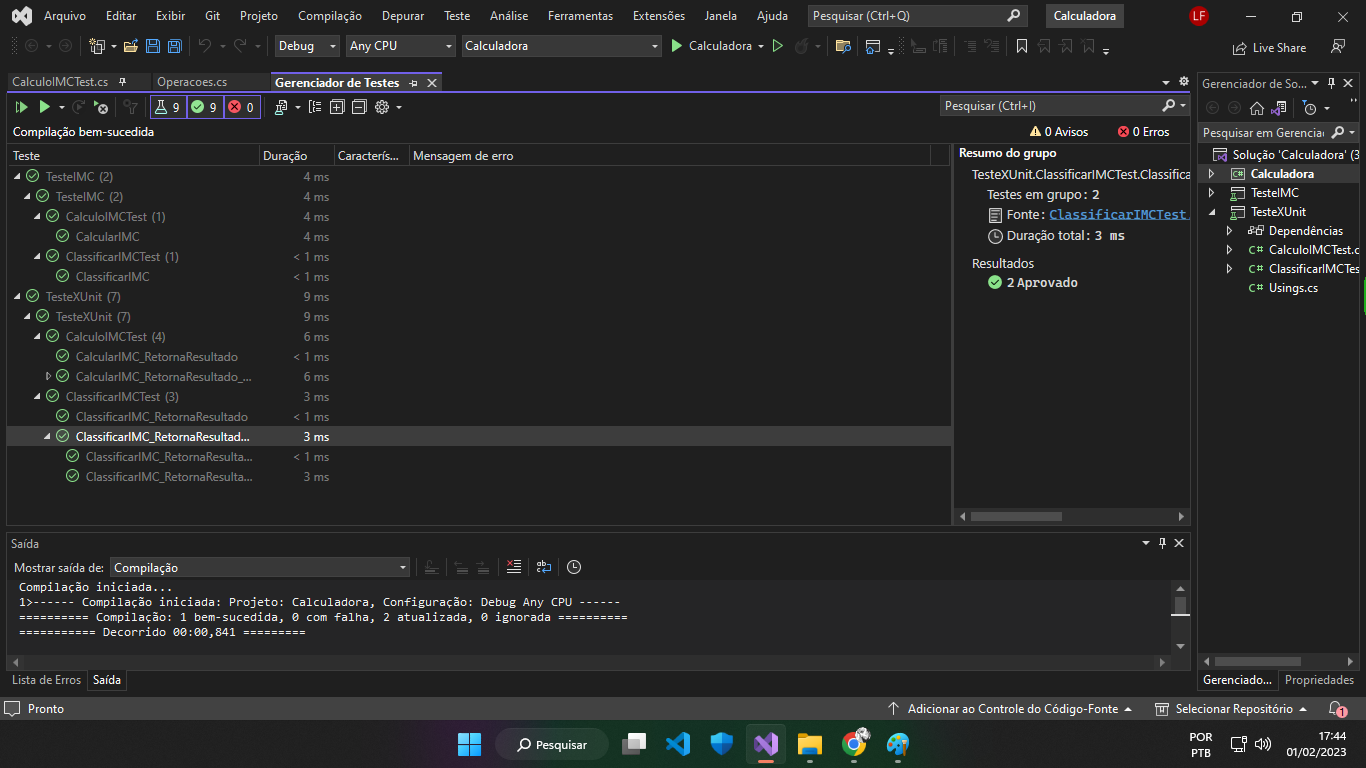 Arquivo Editar Exibir Git Projeto Compilação Depurar Teste Análise Ferramentas Extensões Janela Ajuda Pesquisar (Ctrl+Q) Calculadora LF
Debug Any CPU Calculadora Calculadora Live Share
CalculoIMCTest.cs Operacoes.cs Gerenciador de Testes
9 9 0 Pesquisar (Ctrl+I)
Compilação bem-sucedida 0 Avisos 0 Erros
Teste Duração Caracterís... Mensagem de erro
TesteIMC (2) 4 ms
TesteIMC (2) 4 ms
CalculoIMCTest (1) 4 ms
CalcularIMC 4 ms
ClassificarIMCTest (1) < 1 ms
ClassificarIMC < 1 ms
TesteXUnit (7) 9 ms
TesteXUnit (7) 9 ms
CalculoIMCTest (4) 6 ms
CalcularIMC_RetornaResultado < 1 ms
CalcularIMC_RetornaResultado_... 6 ms
ClassificarIMCTest (3) 3 ms
ClassificarIMC_RetornaResultado < 1 ms
ClassificarIMC_RetornaResultad... 3 ms
ClassificarIMC_RetornaResulta... < 1 ms
ClassificarIMC_RetornaResulta... 3 ms
Resumo do grupo
TesteXUnit.ClassificarIMCTest.Classifica
Testes em grupo: 2
Fonte: ClassificarIMCTest.
Duração total: 3 ms
Resultados
2 Aprovado
Gerenciador de So...
Pesquisar em Gerenciad
Solução 'Calculadora' (3
Calculadora
TesteIMC
TesteXUnit
Dependências
C# CalculoIMCTest.c
C# ClassificarIMCTes
C# Usings.cs
Saída
Mostrar saída de: Compilação
Compilação iniciada...
1>------ Compilação iniciada: Projeto: Calculadora, Configuração: Debug Any CPU ------
========== Compilação: 1 bem-sucedida, 0 com falha, 2 atualizada, 0 ignorada ==========
=========== Decorrido 00:00,841 =========
Lista de Erros Saída
Gerenciado... Propriedades
Pronto Adicionar ao Controle do Código-Fonte Selecionar Repositório 1
Pesquisar
POR
PTB
17:44
01/02/2023